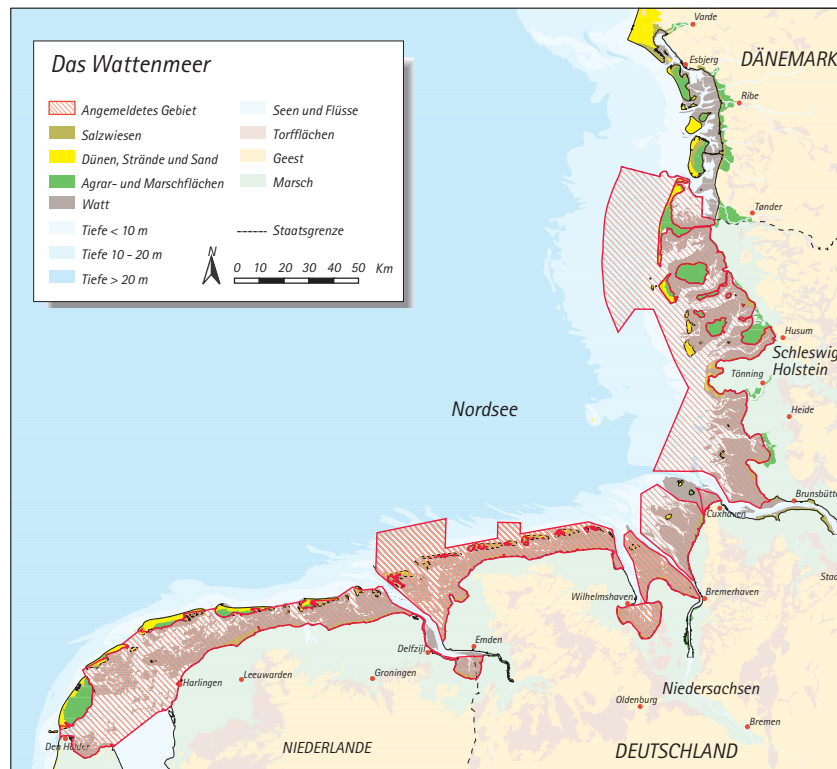 Das Wattenmeer
Angemeldetes Gebiet
Salzwiesen
Dünen, Strände und Sand
Agrar- und Marschflächen
Watt
Tiefe < 10 m
Tiefe 10 - 20 m
Tiefe > 20 m
Seen und Flüsse
Torfflächen
Geest
Marsch
Staatsgrenze
N
0 10 20 30 40 50 Km
Varde
Esbjerg
DÄNEMARK
Ribe
Tønder
Husum
Schleswig
Holstein
Tönning
Nordsee
Heide
Brunsbütte
Cuxhaven
Wilhelmshaven
Bremerhaven
Emden
Delfzijl
Groningen
Leeuwarden
Harlingen
Niedersachsen
Oldenburg
Bremen
Den Helder
NIEDERLANDE
DEUTSCHLAND